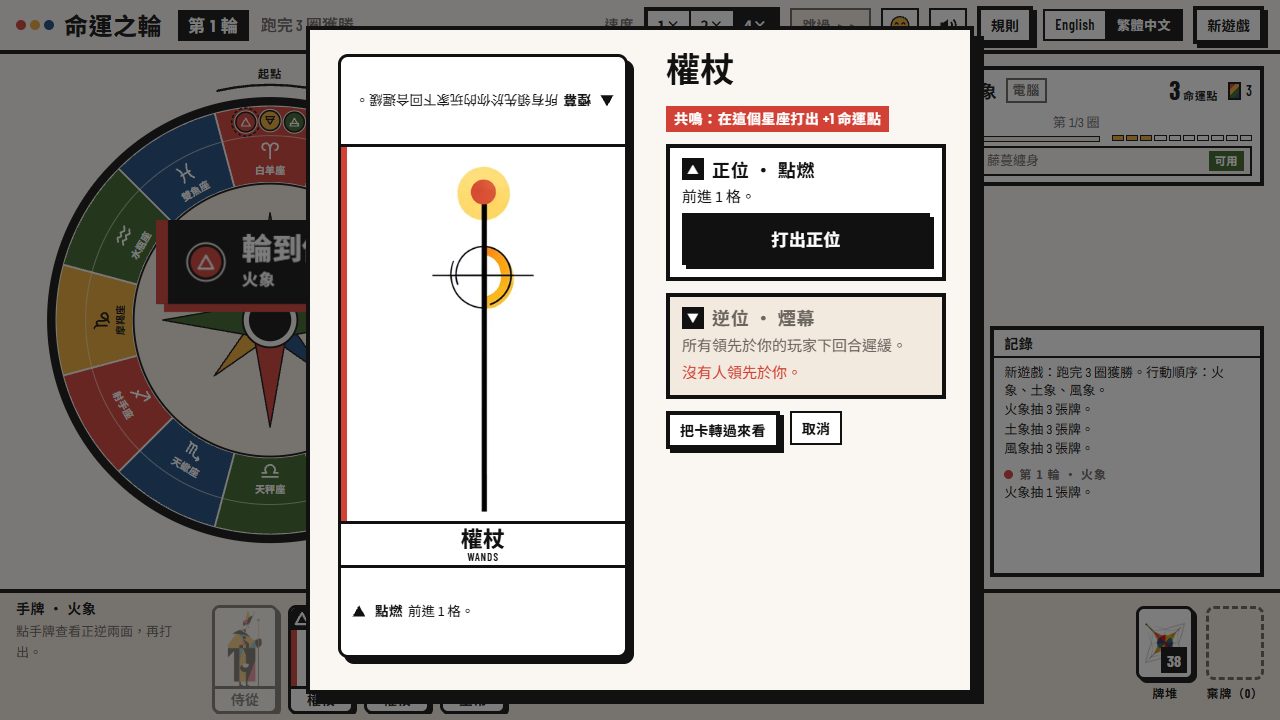 命運之輪
第 1 輪
跑完 3 圈獲勝
速度
1×
2×
4×
規則
English
繁體中文
新遊戲
起點
白羊座
雙魚座
水瓶座
摩羯座
射手座
天蠍座
天秤座
輪到
火象
象
電腦
3 命運點
3
第 1/3 圈
藤蔓纏身
可用
▼ 煙幕 所有領先於你的玩家下回合遲緩。
權杖
WANDS
▲ 點燃 前進 1 格。
權杖
共鳴：在這個星座打出 +1 命運點
▲ 正位 · 點燃
前進 1 格。
打出正位
▼ 逆位 · 煙幕
所有領先於你的玩家下回合遲緩。
沒有人領先於你。
把卡轉過來看
取消
記錄
新遊戲：跑完 3 圈獲勝。行動順序：火
象、土象、風象。
火象抽 3 張牌。
土象抽 3 張牌。
風象抽 3 張牌。
第 1 輪 · 火象
火象抽 1 張牌。
手牌 · 火象
點手牌查看正逆兩面，再打
出。
侍從
38
牌堆
棄牌（0）